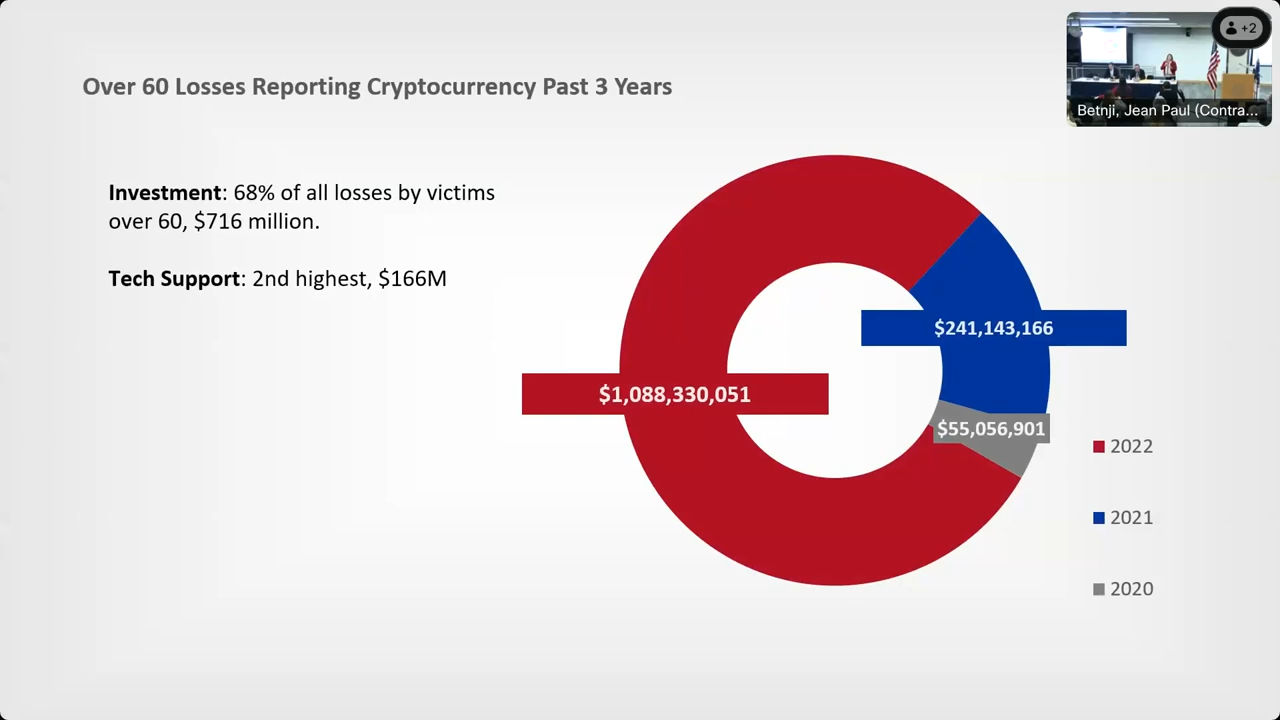 +2
Betnji, Jean Paul (Contra...
Over 60 Losses Reporting Cryptocurrency Past 3 Years
Investment: 68% of all losses by victims
over 60, $716 million.
Tech Support: 2nd highest, $166M
$241,143,166
$1,088,330,051
$55,056,901
2022
2021
2020